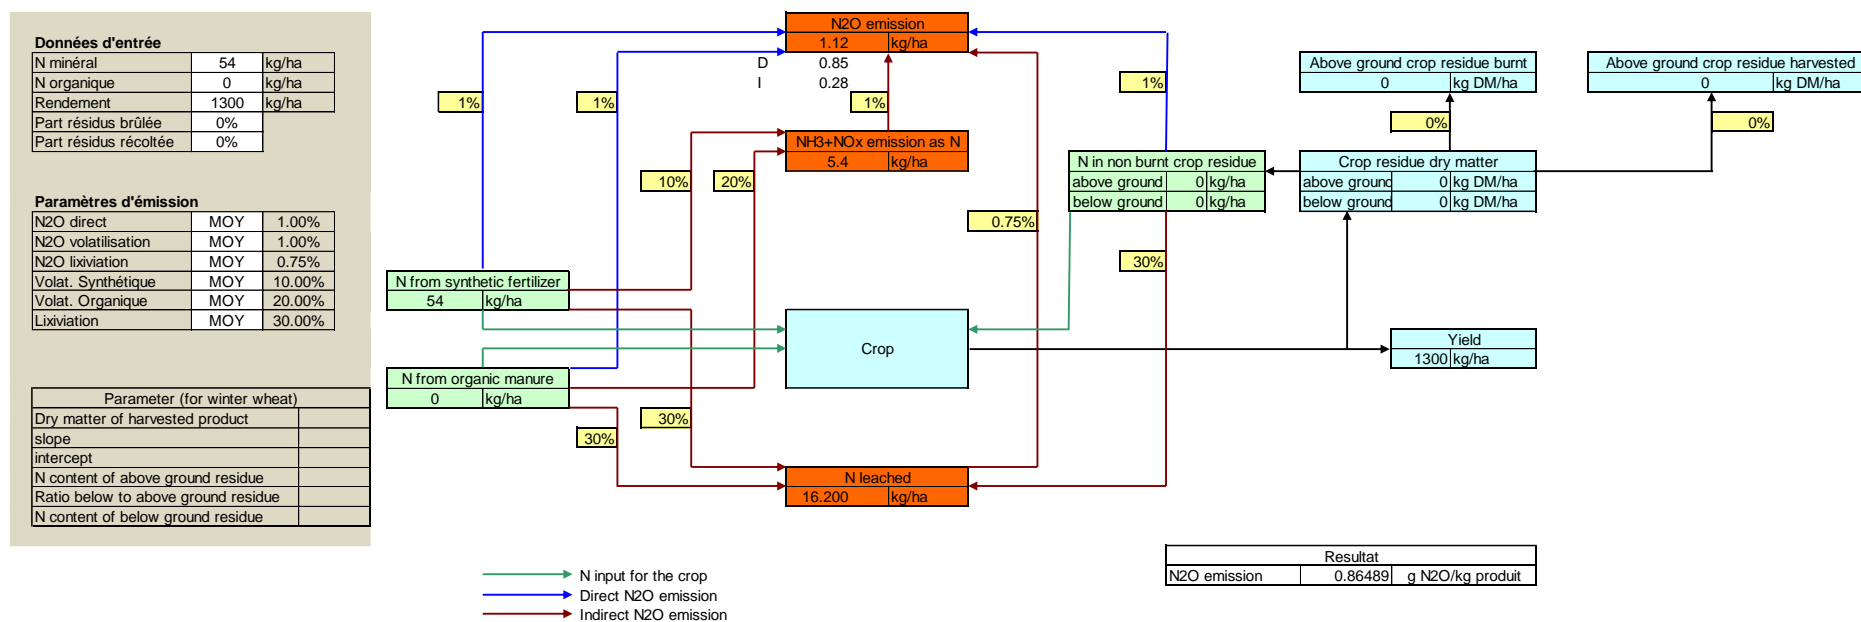 Données d'entrée
N minéral 54 kg/ha
N organique 0 kg/ha
Rendement 1300 kg/ha
Part résidus brûlée 0%
Part résidus récoltée 0%
Paramètres d'émission
N2O direct MOY 1.00%
N2O volatilisation MOY 1.00%
N2O lixiviation MOY 0.75%
Volat. Synthétique MOY 10.00%
Volat. Organique MOY 20.00%
Lixiviation MOY 30.00%
Parameter (for winter wheat)
Dry matter of harvested product
slope
intercept
N content of above ground residue
Ratio below to above ground residue
N content of below ground residue
N2O emission
1.12 kg/ha
D 0.85
I 0.28
1%
1%
1%
1%
NH3+NOx emission as N
5.4 kg/ha
10%
20%
N from synthetic fertilizer
54 kg/ha
N from organic manure
0 kg/ha
Crop
30%
30%
N leached
16.200 kg/ha
0.75%
30%
N in non burnt crop residue
above ground 0 kg/ha
below ground 0 kg/ha
Above ground crop residue burnt
0 kg DM/ha
0%
Above ground crop residue harvested
0 kg DM/ha
0%
Crop residue dry matter
above ground 0 kg DM/ha
below ground 0 kg DM/ha
Yield
1300 kg/ha
N input for the crop
Direct N2O emission
Indirect N2O emission
Resultat
N2O emission 0.86489 g N2O/kg produit